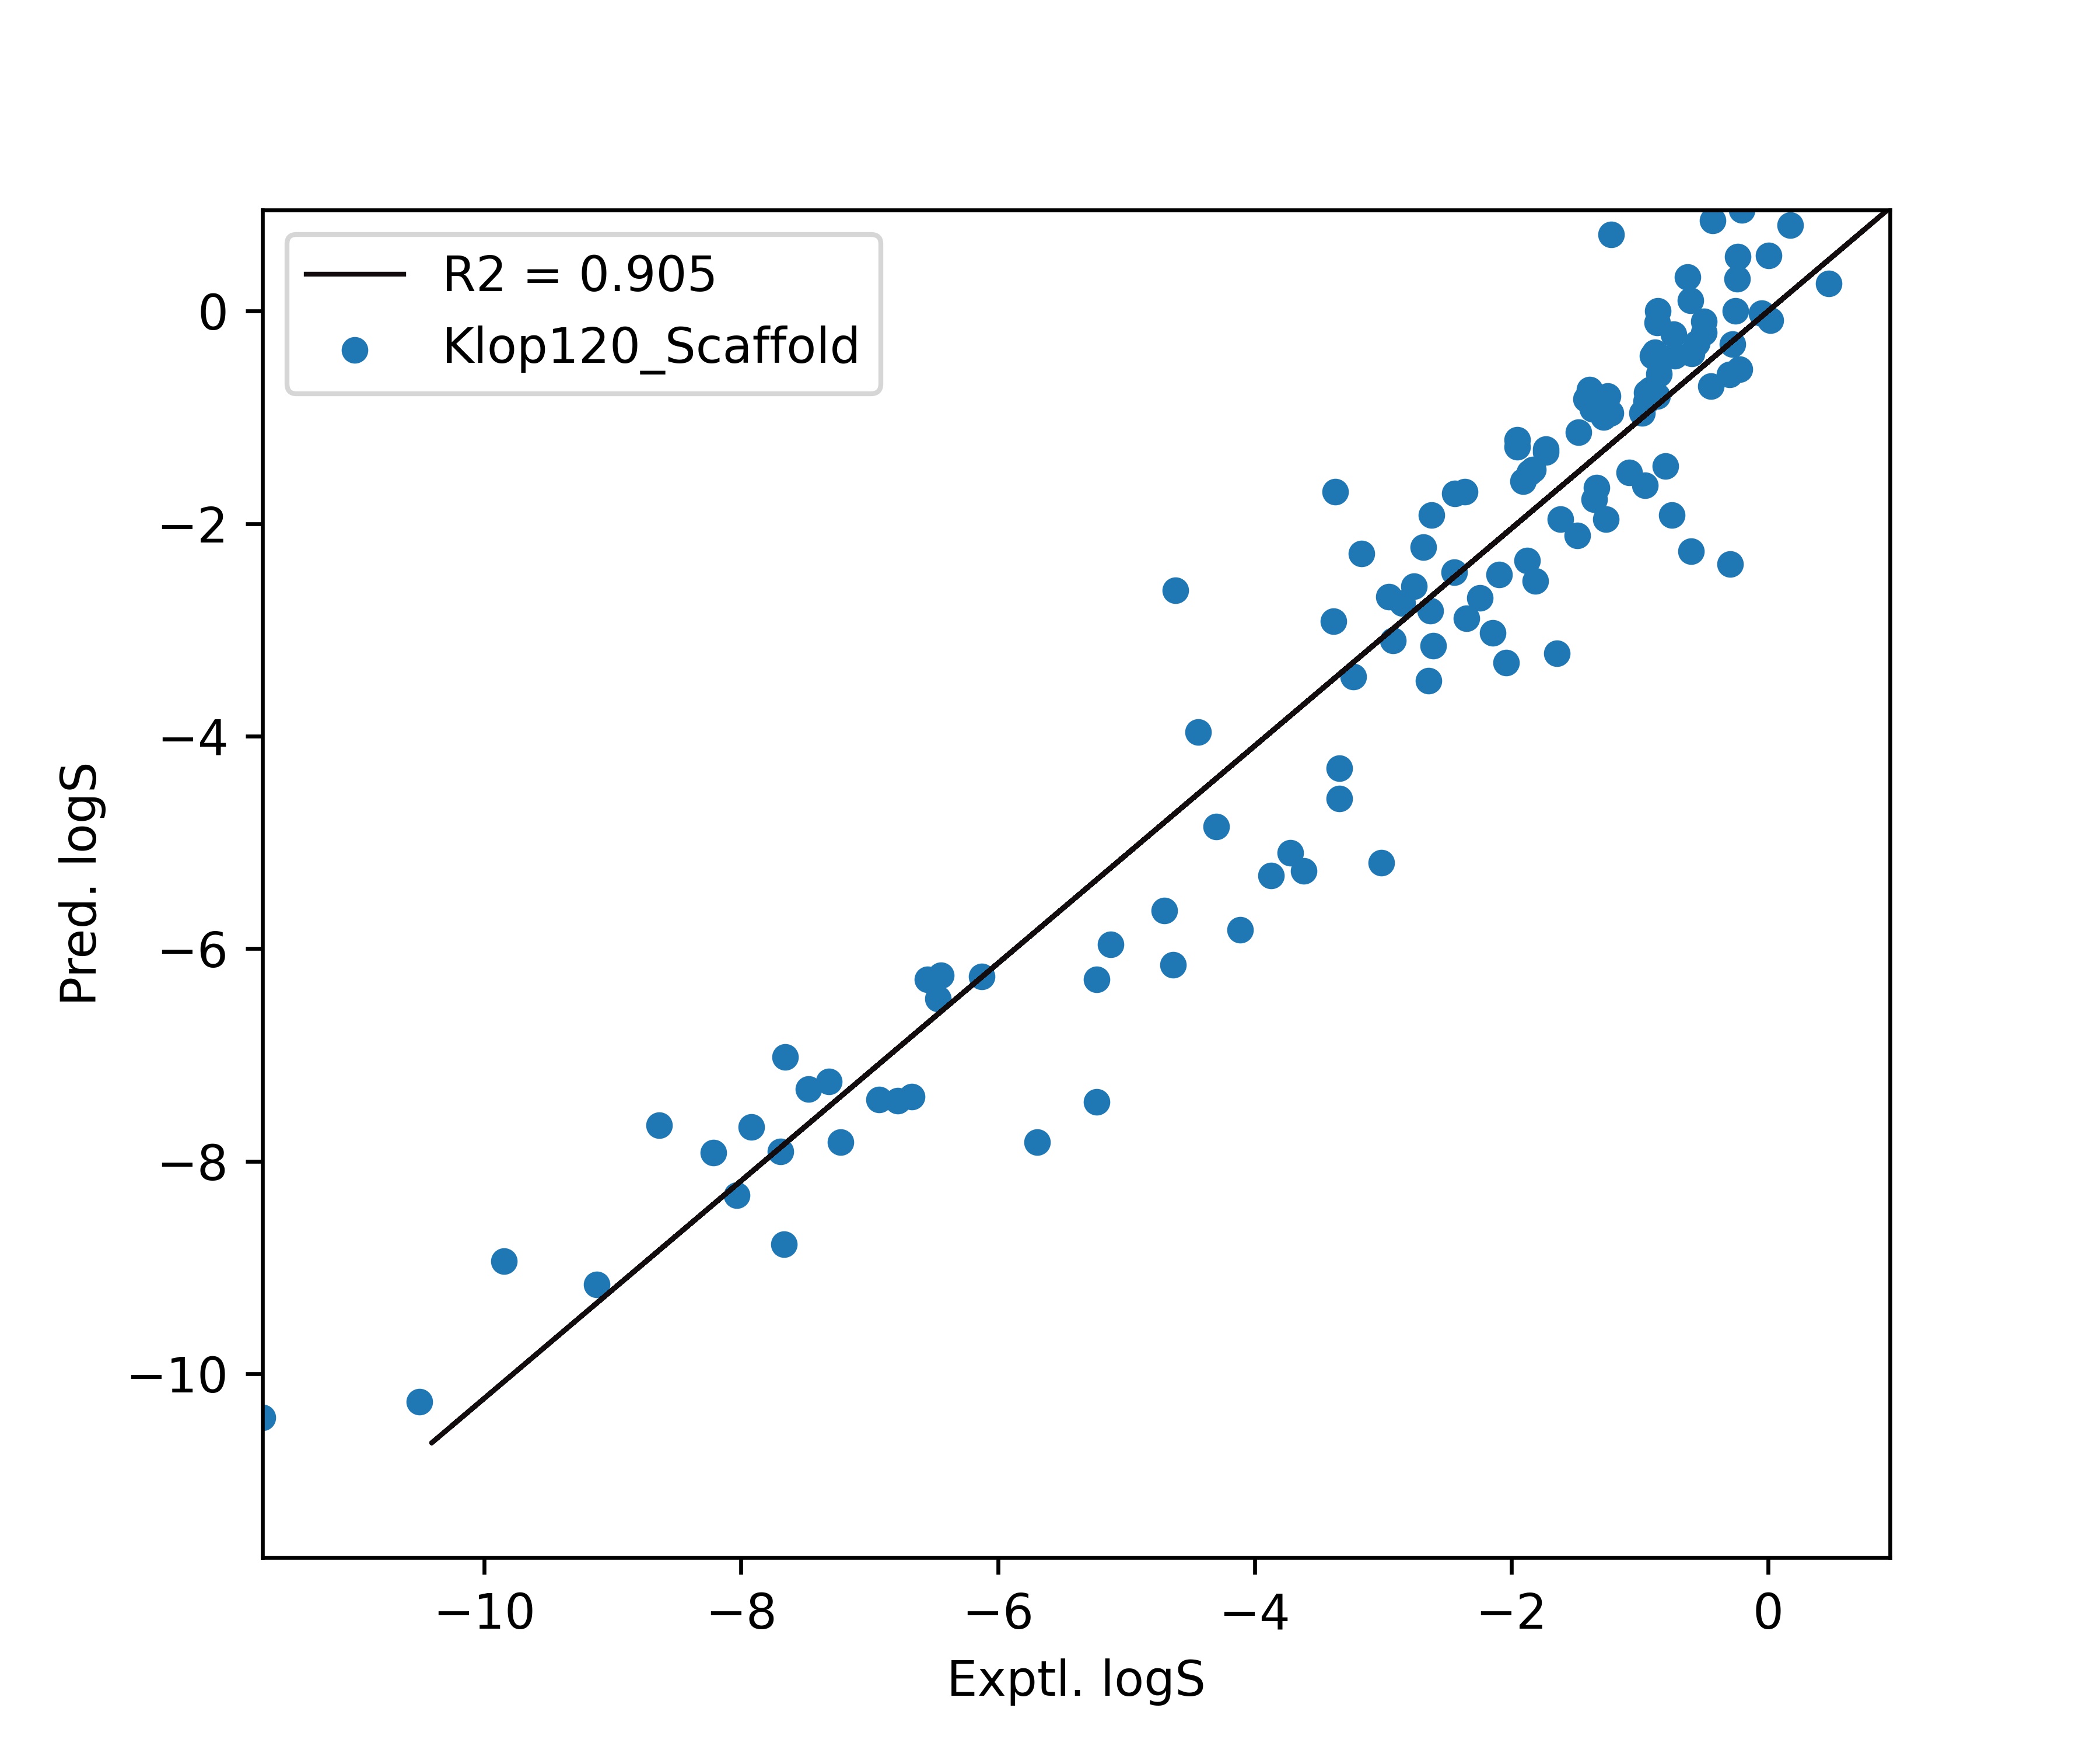 R2 = 0.905
Klop120_Scaffold
0
−2
−4
−6
−8
−10
Pred. logS
−10 −8 −6 −4 −2 0
Exptl. logS